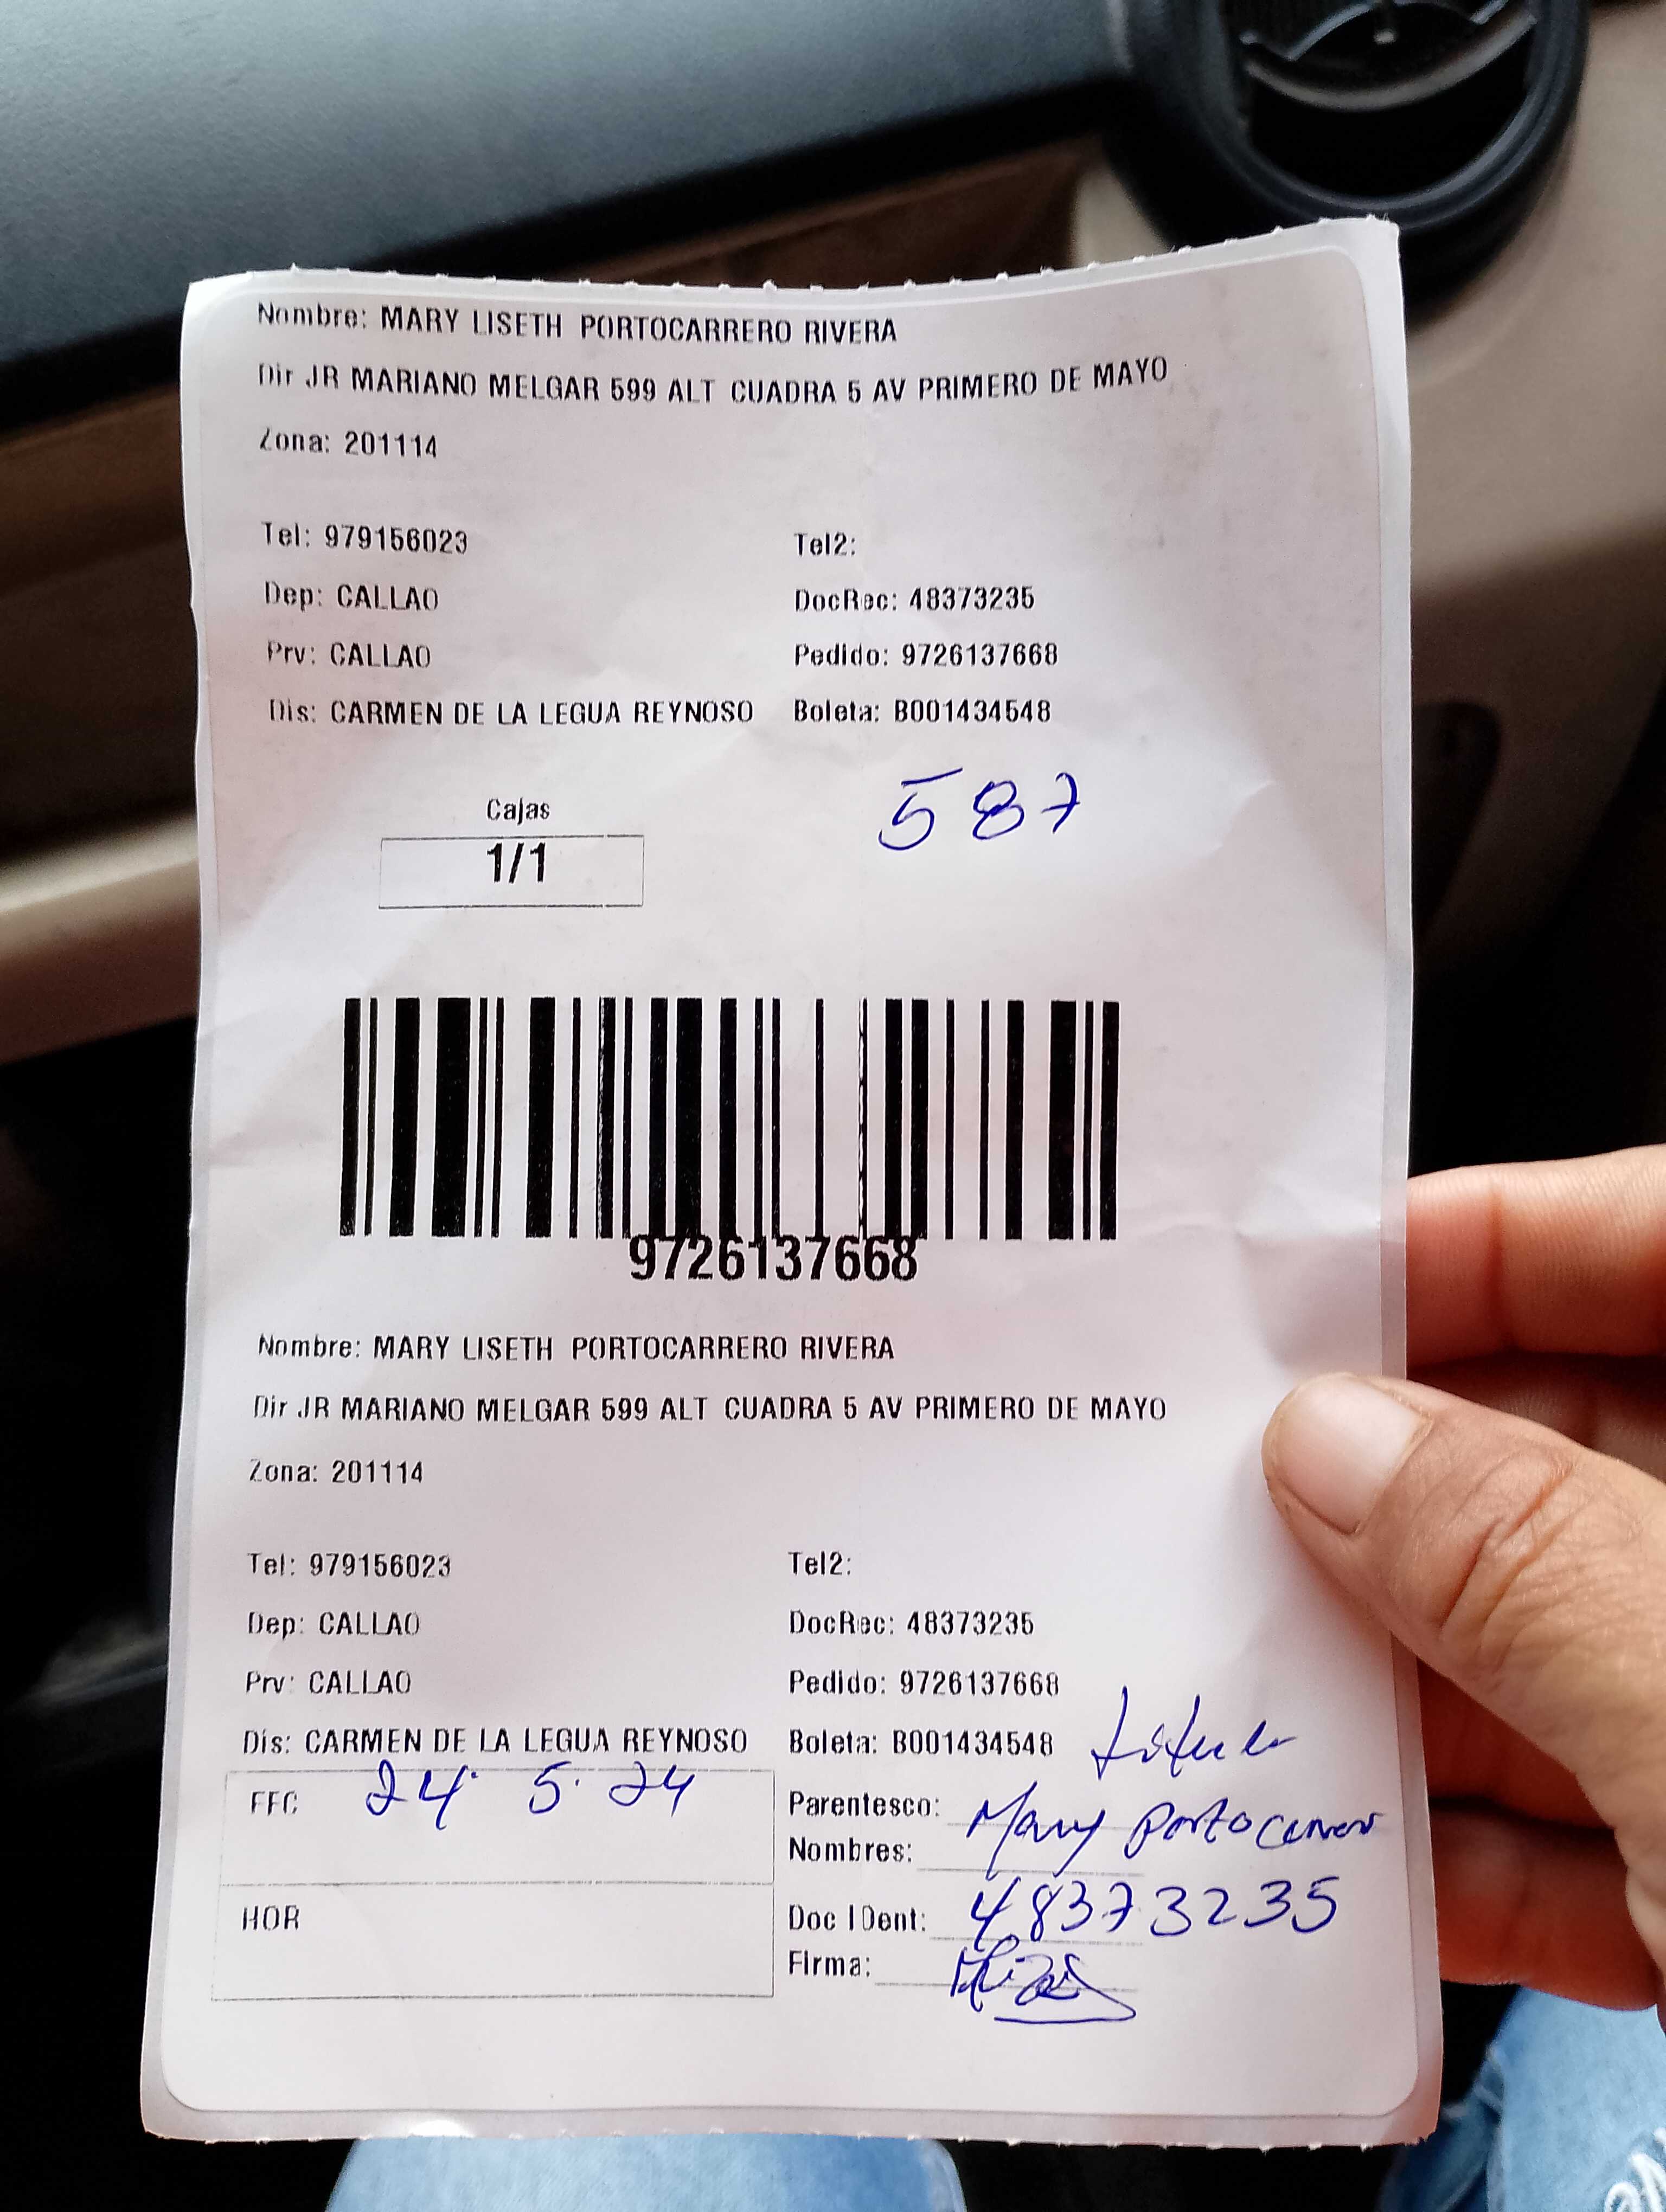 Nombre: MARY LISETH PORTOCARRERO RIVERA
Dir JR MARIANO MELGAR 599 ALT CUADRA 5 AV PRIMERO DE MAYO
Zona: 201114
Tel: 979156023 Tel2:
Dep: CALLAO DocRec: 48373235
Prv: CALLAO Pedido: 9726137668
Dis: CARMEN DE LA LEGUA REYNOSO Boleta: B001434548
587
Cajas
1/1
9726137668
Nombre: MARY LISETH PORTOCARRERO RIVERA
Dir JR MARIANO MELGAR 599 ALT CUADRA 5 AV PRIMERO DE MAYO
Zona: 201114
Tel: 979156023 Tel2:
Dep: CALLAO DocRec: 48373235
Prv: CALLAO Pedido: 9726137668
Dis: CARMEN DE LA LEGUA REYNOSO Boleta: B001434548
FEC 24 5 24 Parentesco:
Nombres: Mary Portocarrero
HOR Doc IDent: 48373235
Firma: